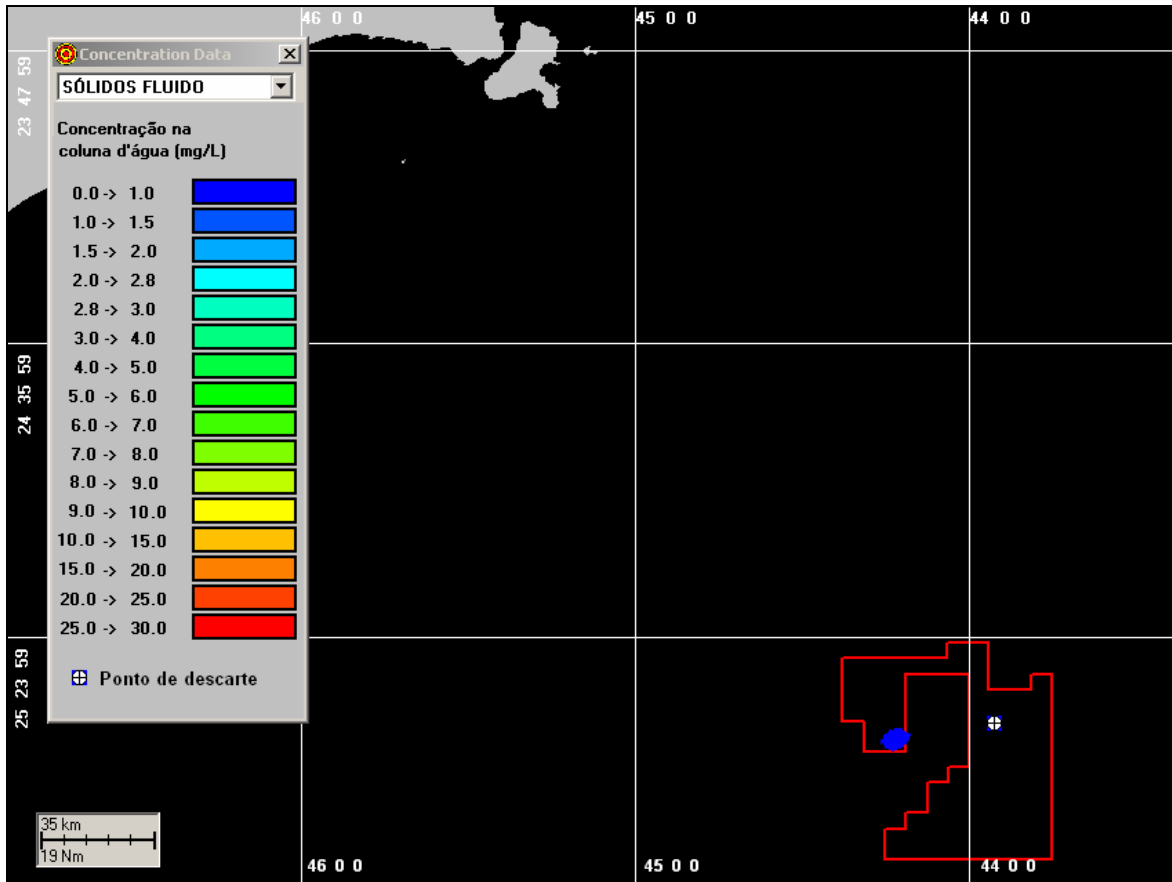 46 0 0
45 0 0
44 0 0
Concentration Data
SÓLIDOS FLUIDO
Concentração na
coluna d'água (mg/L)
0.0 -> 1.0
1.0 -> 1.5
1.5 -> 2.0
2.0 -> 2.8
2.8 -> 3.0
3.0 -> 4.0
4.0 -> 5.0
5.0 -> 6.0
6.0 -> 7.0
7.0 -> 8.0
8.0 -> 9.0
9.0 -> 10.0
10.0 -> 15.0
15.0 -> 20.0
20.0 -> 25.0
25.0 -> 30.0
Ponto de descarte
23 47 59
24 35 59
25 23 59
35 km
19 Nm
46 0 0
45 0 0
44 0 0